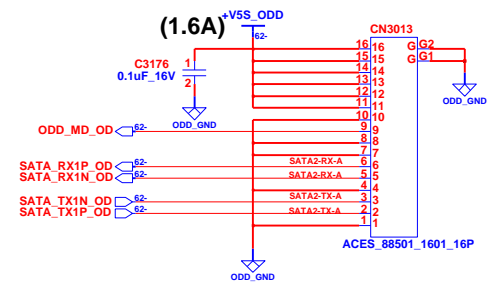 (1.6A)
+V5S_ODD
62-
CN3013
C3176
0.1uF_16V
1
2
ODD_GND
16 16 G G2
15 15 G G1
14 14
13 13
12 12
11 11
10 10
ODD_GND
ODD_MD_OD 62- 9 9
8 8
7 7
SATA_RX1P_OD 62- SATA2-RX-A 6 6
SATA_RX1N_OD 62- SATA2-RX-A 5 5
4 4
SATA_TX1N_OD 62- SATA2-TX-A 3 3
SATA_TX1P_OD 62- SATA2-TX-A 2 2
1 1
ACES_88501_1601_16P
ODD_GND